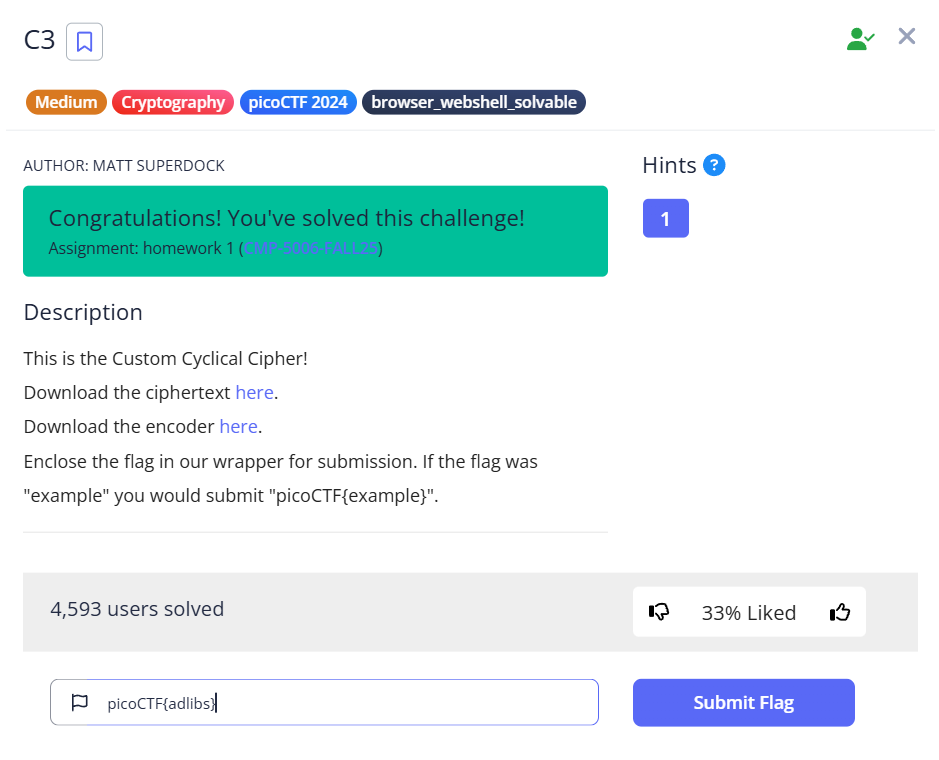 C3
Medium Cryptography picoCTF 2024 browser_webshell_solvable
AUTHOR: MATT SUPERDOCK
Hints ?
Congratulations! You've solved this challenge!
Assignment: homework 1 (CMP-5006-FALL25)
1
Description
This is the Custom Cyclical Cipher!
Download the ciphertext here.
Download the encoder here.
Enclose the flag in our wrapper for submission. If the flag was
"example" you would submit "picoCTF{example}".
4,593 users solved
33% Liked
picoCTF{adlibs}
Submit Flag